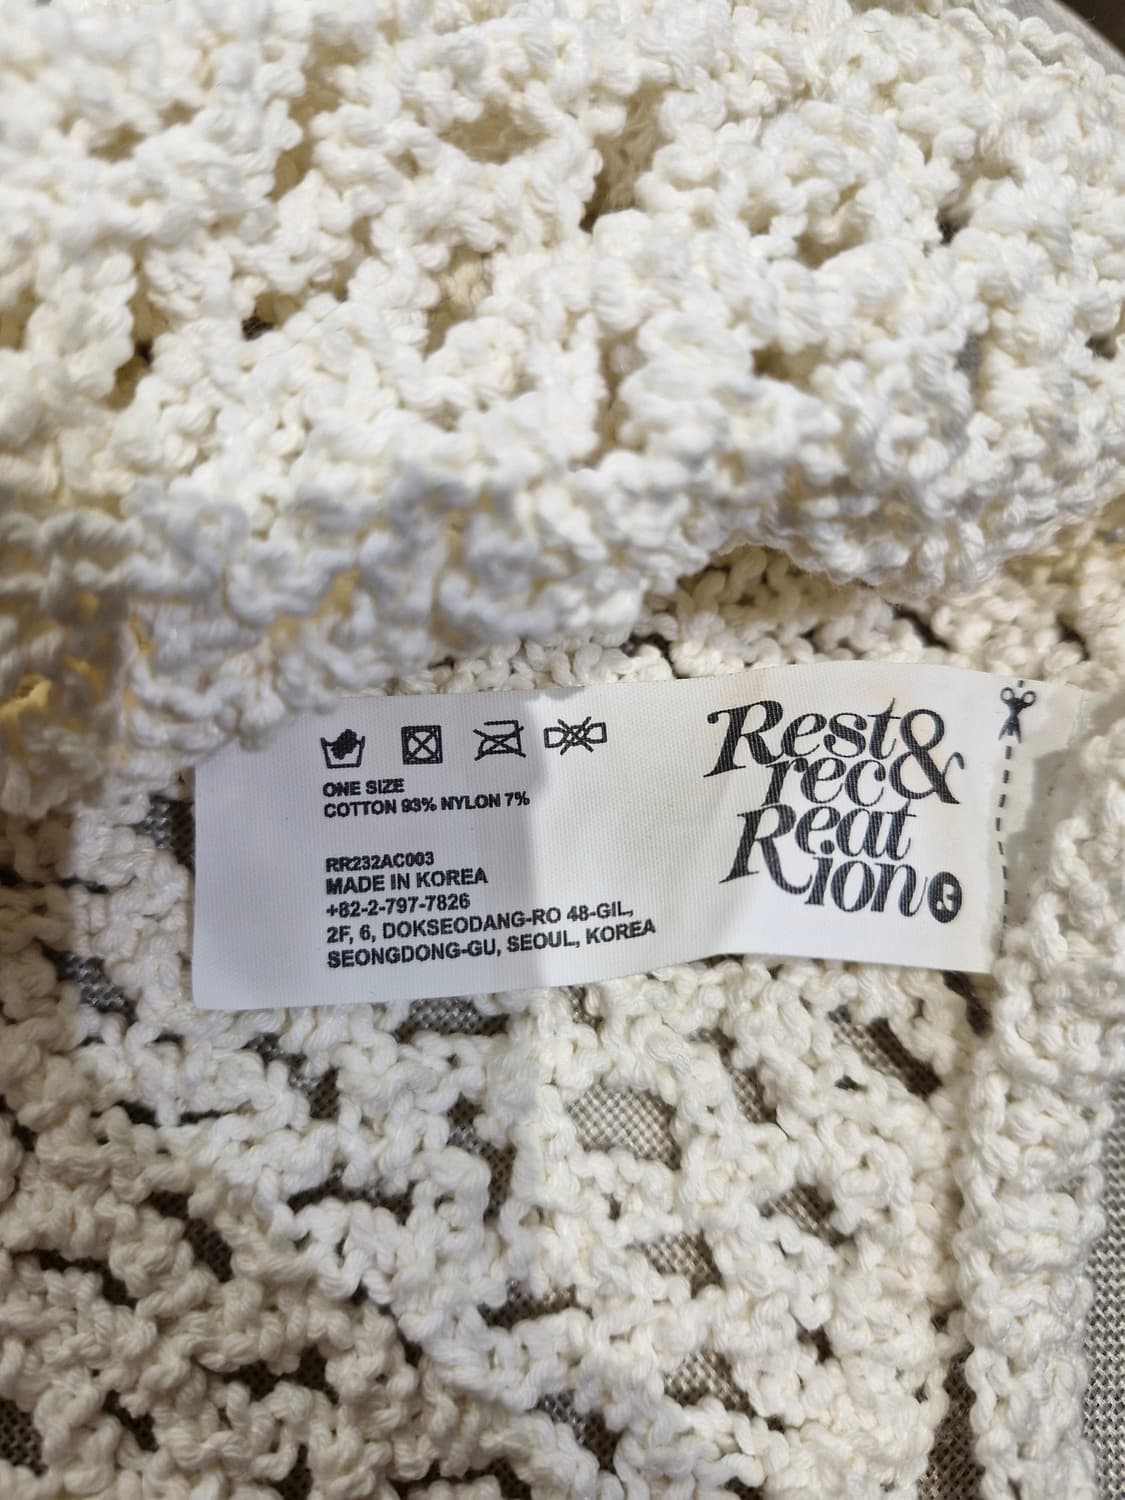 ONE SIZE
COTTON 93% NYLON 7%
RR232AC003
MADE IN KOREA
+82-2-797-7826
2F, 6, DOKSEODANG-RO 48-GIL,
SEONGDONG-GU, SEOUL, KOREA
Rest&
rec
Reat
ion